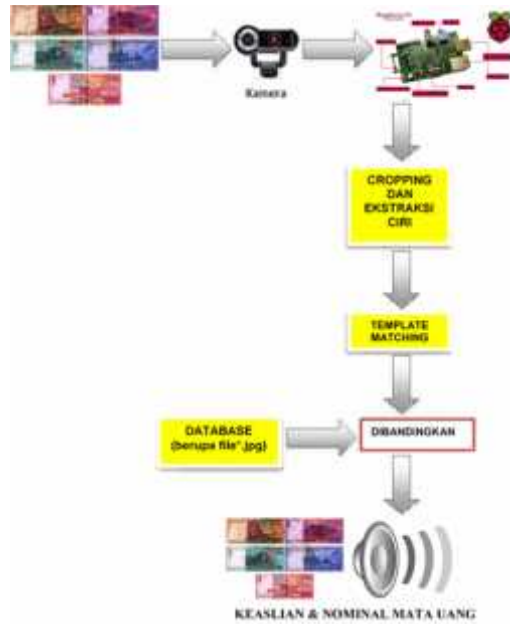 Kamera
CROPPING
DAN
EKSTRAKSI
CIRI
TEMPLATE
MATCHING
DATABASE
(berupa file*.jpg)
DIBANDINGKAN
KEASLIAN & NOMINAL MATA UANG